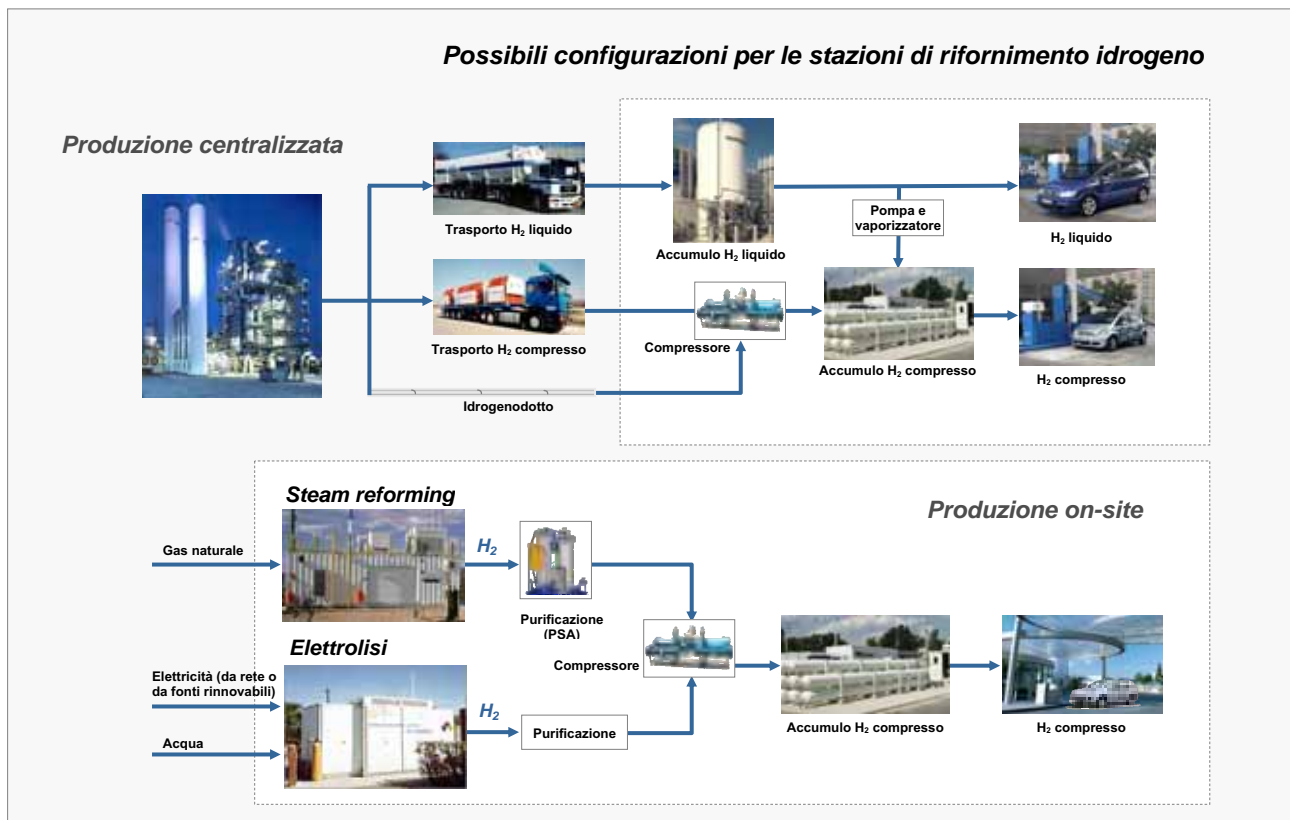 Possibili configurazioni per le stazioni di rifornimento idrogeno
Produzione centralizzata
Trasporto H₂ liquido
Accumulo H₂ liquido
Pompa e
vaporizzatore
H₂ liquido
Trasporto H₂ compresso
Compressore
Accumulo H₂ compresso
H₂ compresso
Idrogenodotto
Steam reforming
Produzione on-site
Gas naturale
H₂
Purificazione
(PSA)
Elettrolisi
Compressore
Elettricità (da rete o
da fonti rinnovabili)
H₂
Purificazione
Acqua
Accumulo H₂ compresso
H₂ compresso